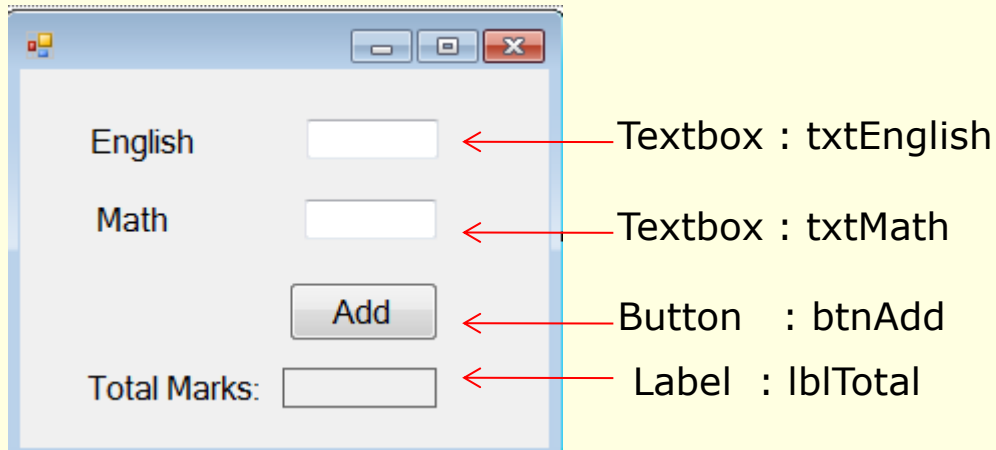 English
Textbox : txtEnglish
Math
Textbox : txtMath
Add
Button : btnAdd
Total Marks:
Label : lblTotal